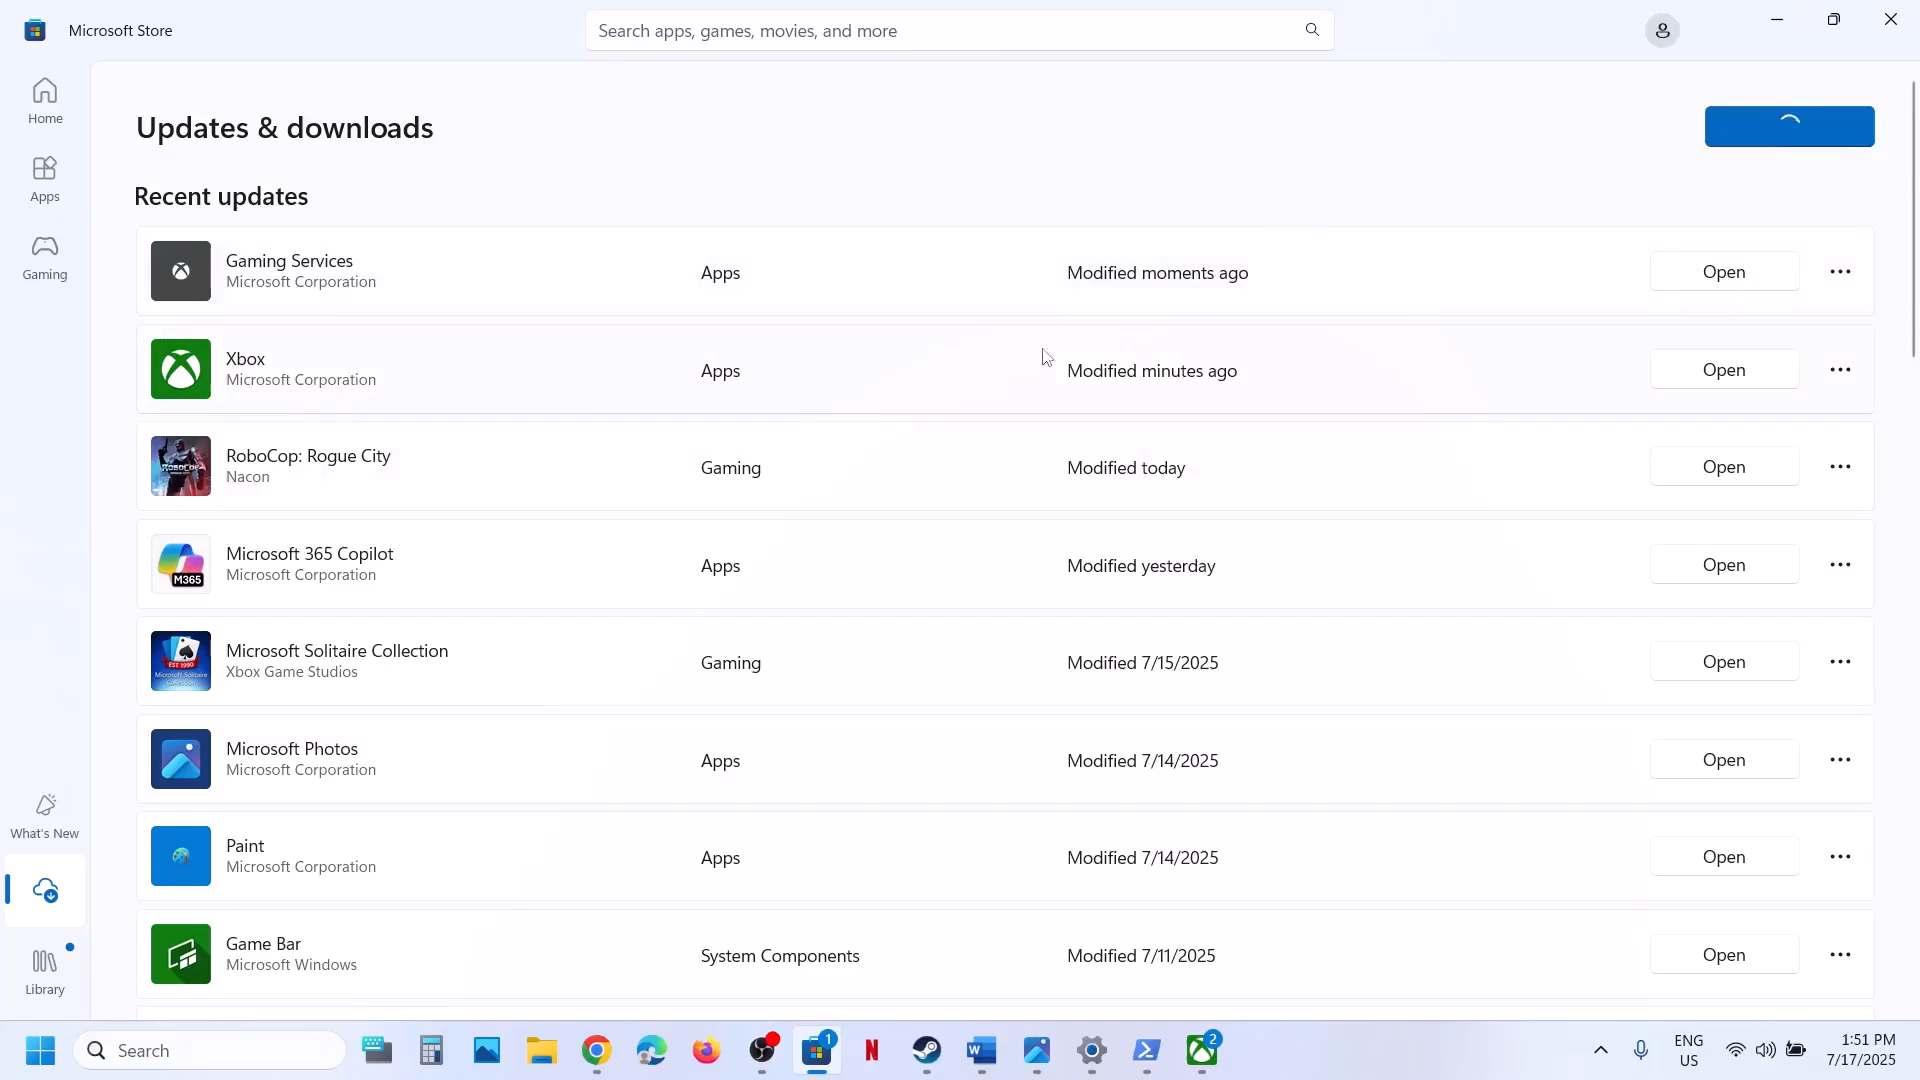 Microsoft Store
Search apps, games, movies, and more
Home
Apps
Gaming
What's New
Library
Updates & downloads
Recent updates
Gaming Services
Microsoft Corporation
Apps
Modified moments ago
Open
Xbox
Microsoft Corporation
Apps
Modified minutes ago
Open
RoboCop: Rogue City
Nacon
Gaming
Modified today
Open
M365
Microsoft 365 Copilot
Microsoft Corporation
Apps
Modified yesterday
Open
Microsoft Solitaire Collection
Xbox Game Studios
Gaming
Modified 7/15/2025
Open
Microsoft Photos
Microsoft Corporation
Apps
Modified 7/14/2025
Open
Paint
Microsoft Corporation
Apps
Modified 7/14/2025
Open
Game Bar
Microsoft Windows
System Components
Modified 7/11/2025
Open
Search
1
2
ENG
US
1:51 PM
7/17/2025